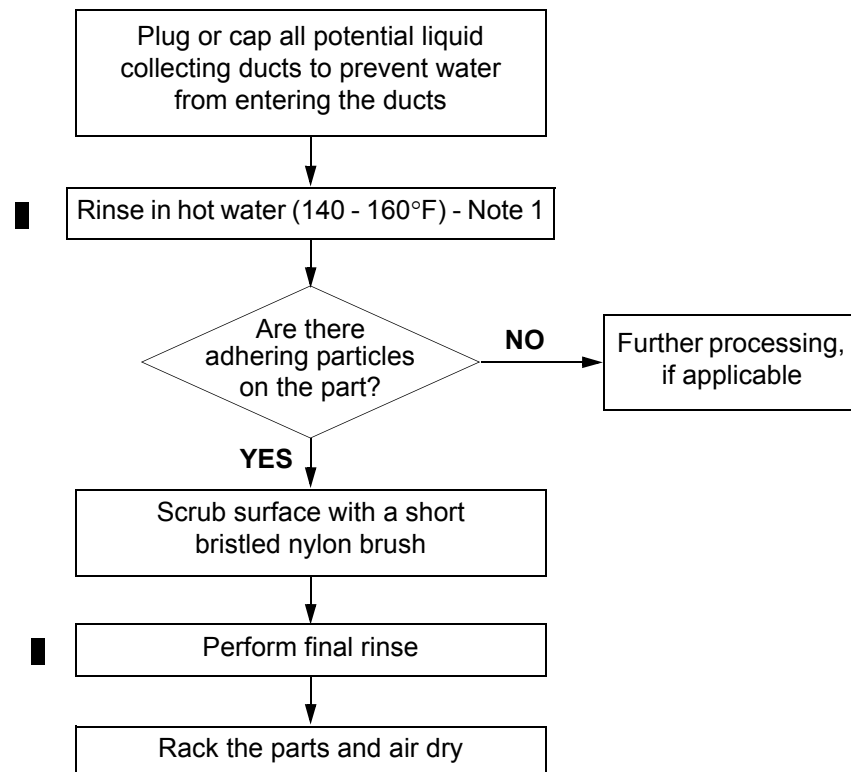 Plug or cap all potential liquid
collecting ducts to prevent water
from entering the ducts
Rinse in hot water (140 - 160°F) - Note 1
Are there
adhering particles
on the part?
NO
Further processing,
if applicable
YES
Scrub surface with a short
bristled nylon brush
Perform final rinse
Rack the parts and air dry